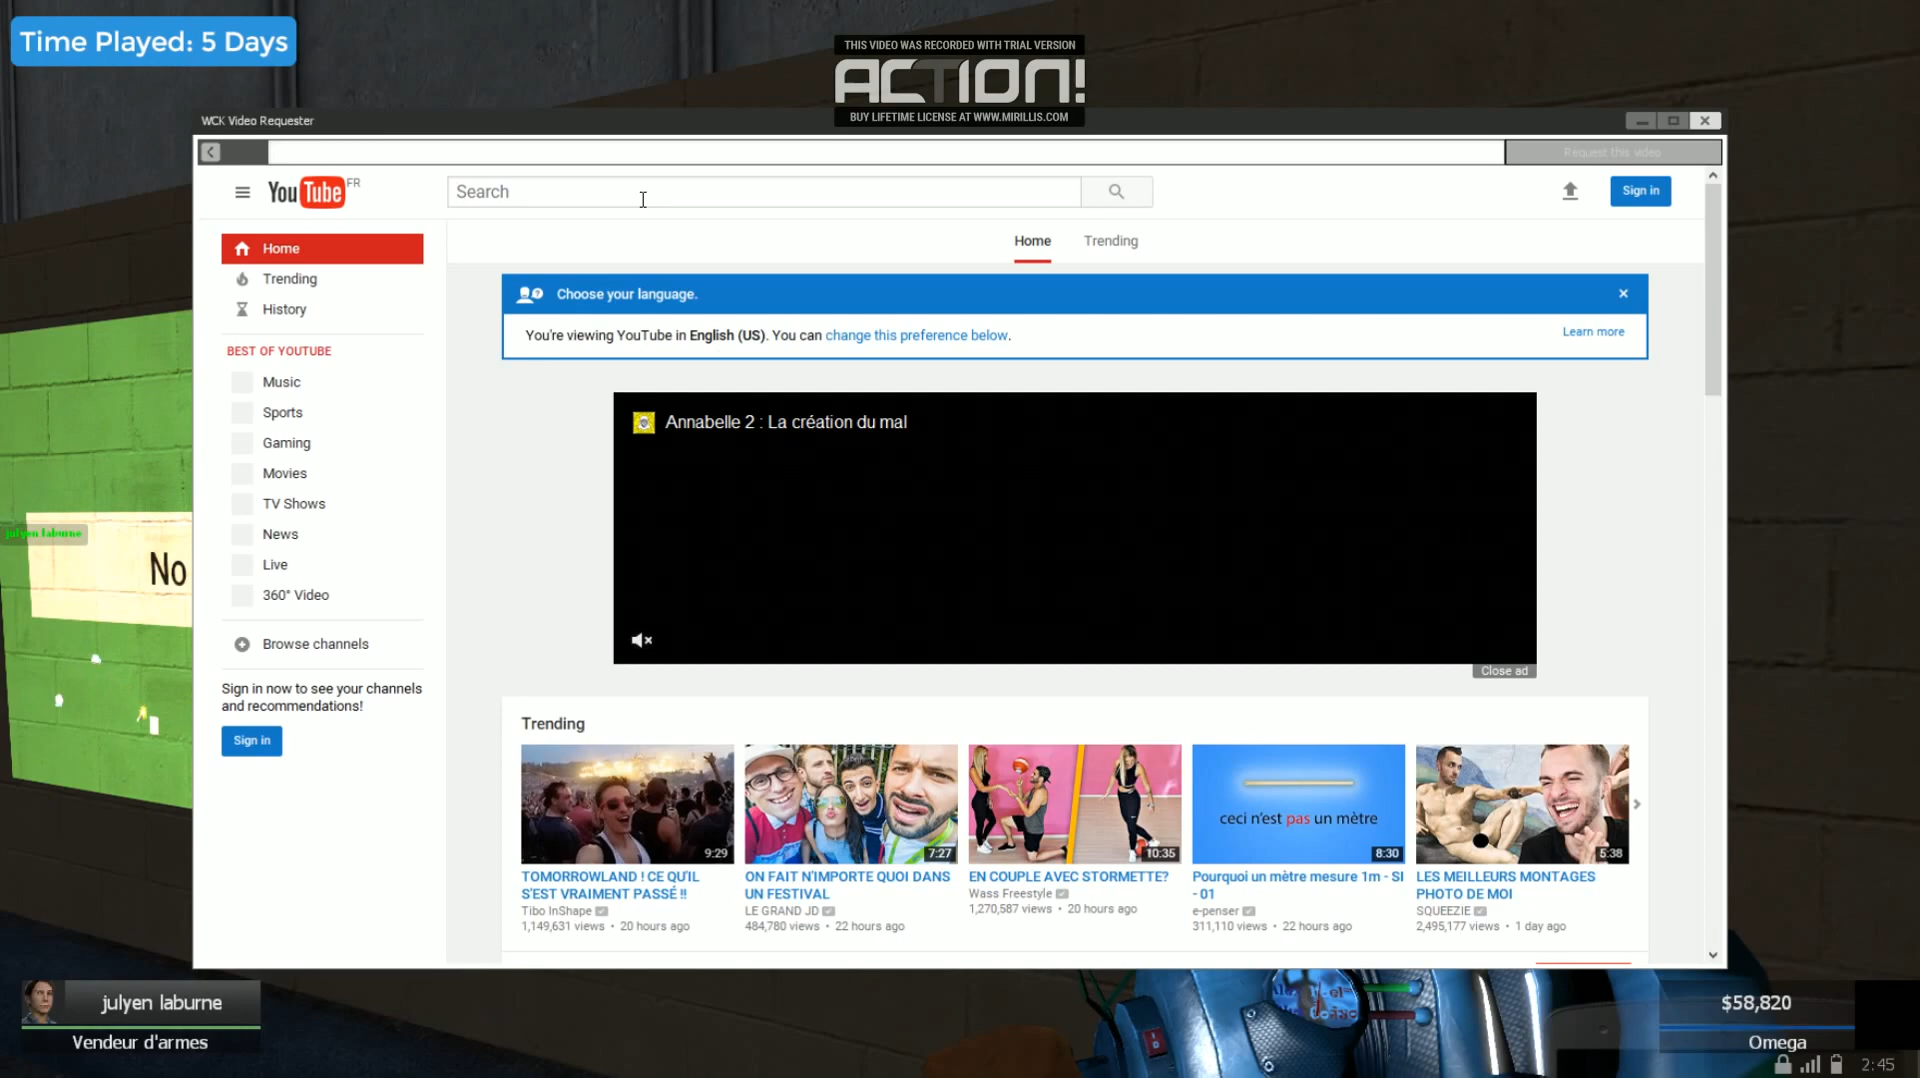 Time Played: 5 Days
THIS VIDEO WAS RECORDED WITH TRIAL VERSION
ACTION!
BUY LIFETIME LICENSE AT WWW.MIRILLIS.COM
WCK Video Requester
Request this video
YouTube FR
Search
Sign in
Home
Trending
History
BEST OF YOUTUBE
Music
Sports
Gaming
Movies
TV Shows
News
Live
360° Video
Browse channels
Sign in now to see your channels
and recommendations!
Sign in
Home Trending
Choose your language.
You're viewing YouTube in English (US). You can change this preference below.
Learn more
Annabelle 2 : La création du mal
Close ad
Trending
9:29
TOMORROWLAND ! CE QU'IL
S'EST VRAIMENT PASSÉ !!
Tibo InShape
1,149,631 views • 20 hours ago
7:27
ON FAIT N'IMPORTE QUOI DANS
UN FESTIVAL
LE GRAND JD
484,780 views • 22 hours ago
10:35
EN COUPLE AVEC STORMETTE?
Wass Freestyle
1,270,587 views • 20 hours ago
ceci n'est pas un mètre
8:30
Pourquoi un mètre mesure 1m - SI
- 01
e-penser
311,110 views • 22 hours ago
5:38
LES MEILLEURS MONTAGES
PHOTO DE MOI
SQUEEZIE
2,495,177 views • 1 day ago
julyen laburne
No
julyen laburne
Vendeur d'armes
$58,820
Omega
2:45